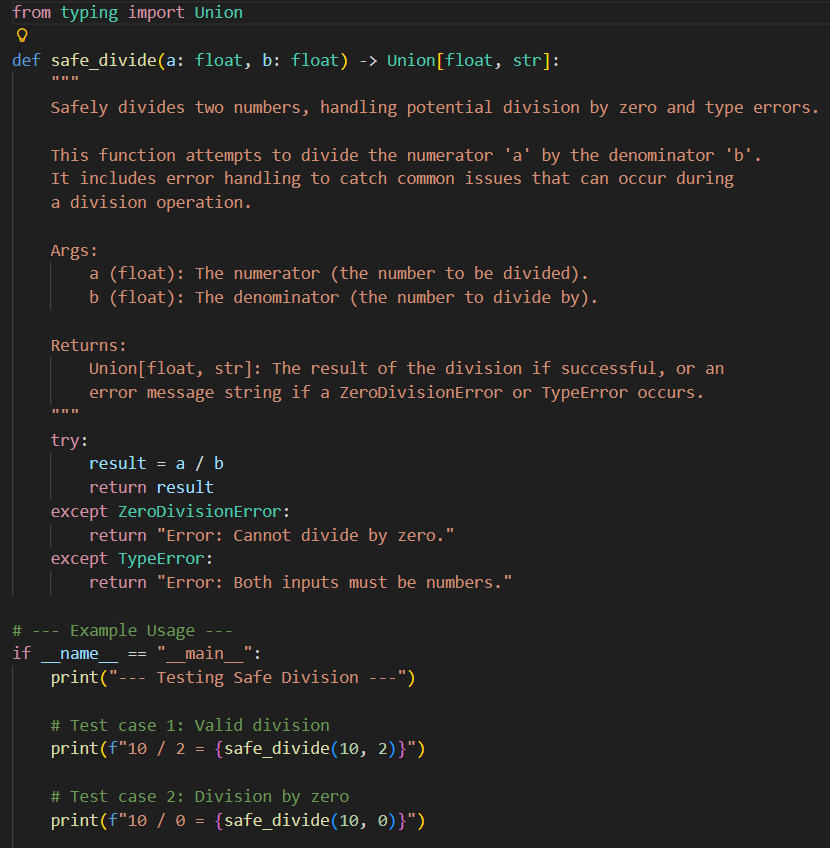 from typing import Union
def safe_divide(a: float, b: float) -> Union[float, str]:
    """
    Safely divides two numbers, handling potential division by zero and type errors.

    This function attempts to divide the numerator 'a' by the denominator 'b'.
    It includes error handling to catch common issues that can occur during
    a division operation.

    Args:
        a (float): The numerator (the number to be divided).
        b (float): The denominator (the number to divide by).

    Returns:
        Union[float, str]: The result of the division if successful, or an
        error message string if a ZeroDivisionError or TypeError occurs.
    """
    try:
        result = a / b
        return result
    except ZeroDivisionError:
        return "Error: Cannot divide by zero."
    except TypeError:
        return "Error: Both inputs must be numbers."

# --- Example Usage ---
if __name__ == "__main__":
    print("--- Testing Safe Division ---")

    # Test case 1: Valid division
    print(f"10 / 2 = {safe_divide(10, 2)}")

    # Test case 2: Division by zero
    print(f"10 / 0 = {safe_divide(10, 0)}")